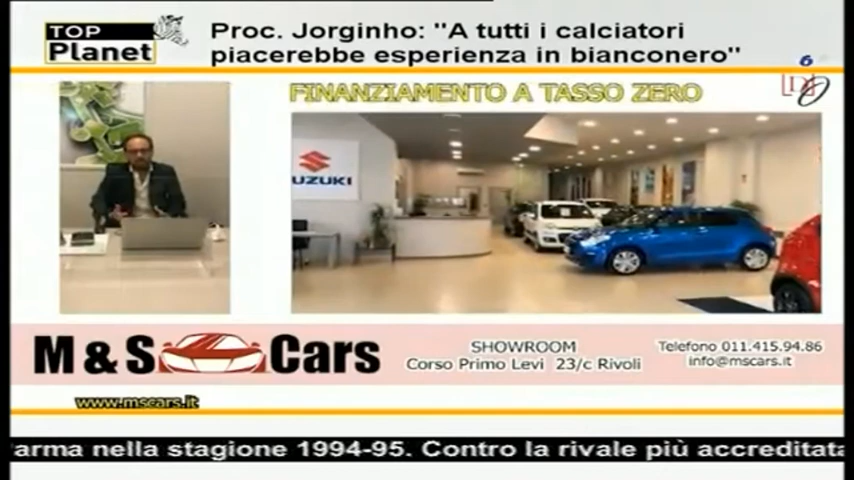 TOP
Planet
Proc. Jorginho: "A tutti i calciatori
piacerebbe esperienza in bianconero"
6
FINANZIAMENTO A TASSO ZERO
UZUKI
M & S Cars
SHOWROOM
Corso Primo Levi 23/c Rivoli
Telefono 011.415.94.86
info@mscars.it
www.mscars.it
arma nella stagione 1994-95. Contro la rivale più accreditata